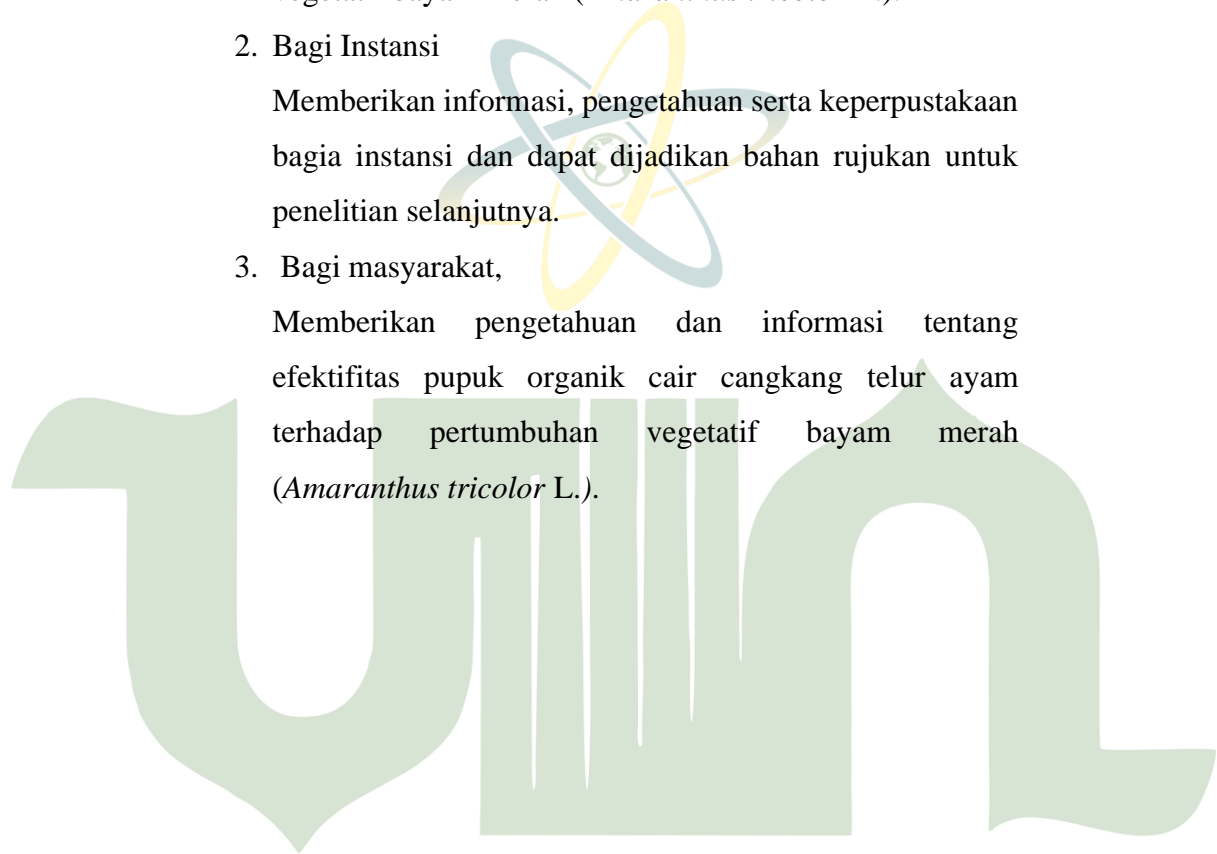 2. Bagi Instansi
Memberikan informasi, pengetahuan serta keperpustakaan
bagia instansi dan dapat dijadikan bahan rujukan untuk
penelitian selanjutnya.
3. Bagi masyarakat,
Memberikan pengetahuan dan informasi tentang
efektifitas pupuk organik cair cangkang telur ayam
terhadap pertumbuhan vegetatif bayam merah
(Amaranthus tricolor L.).